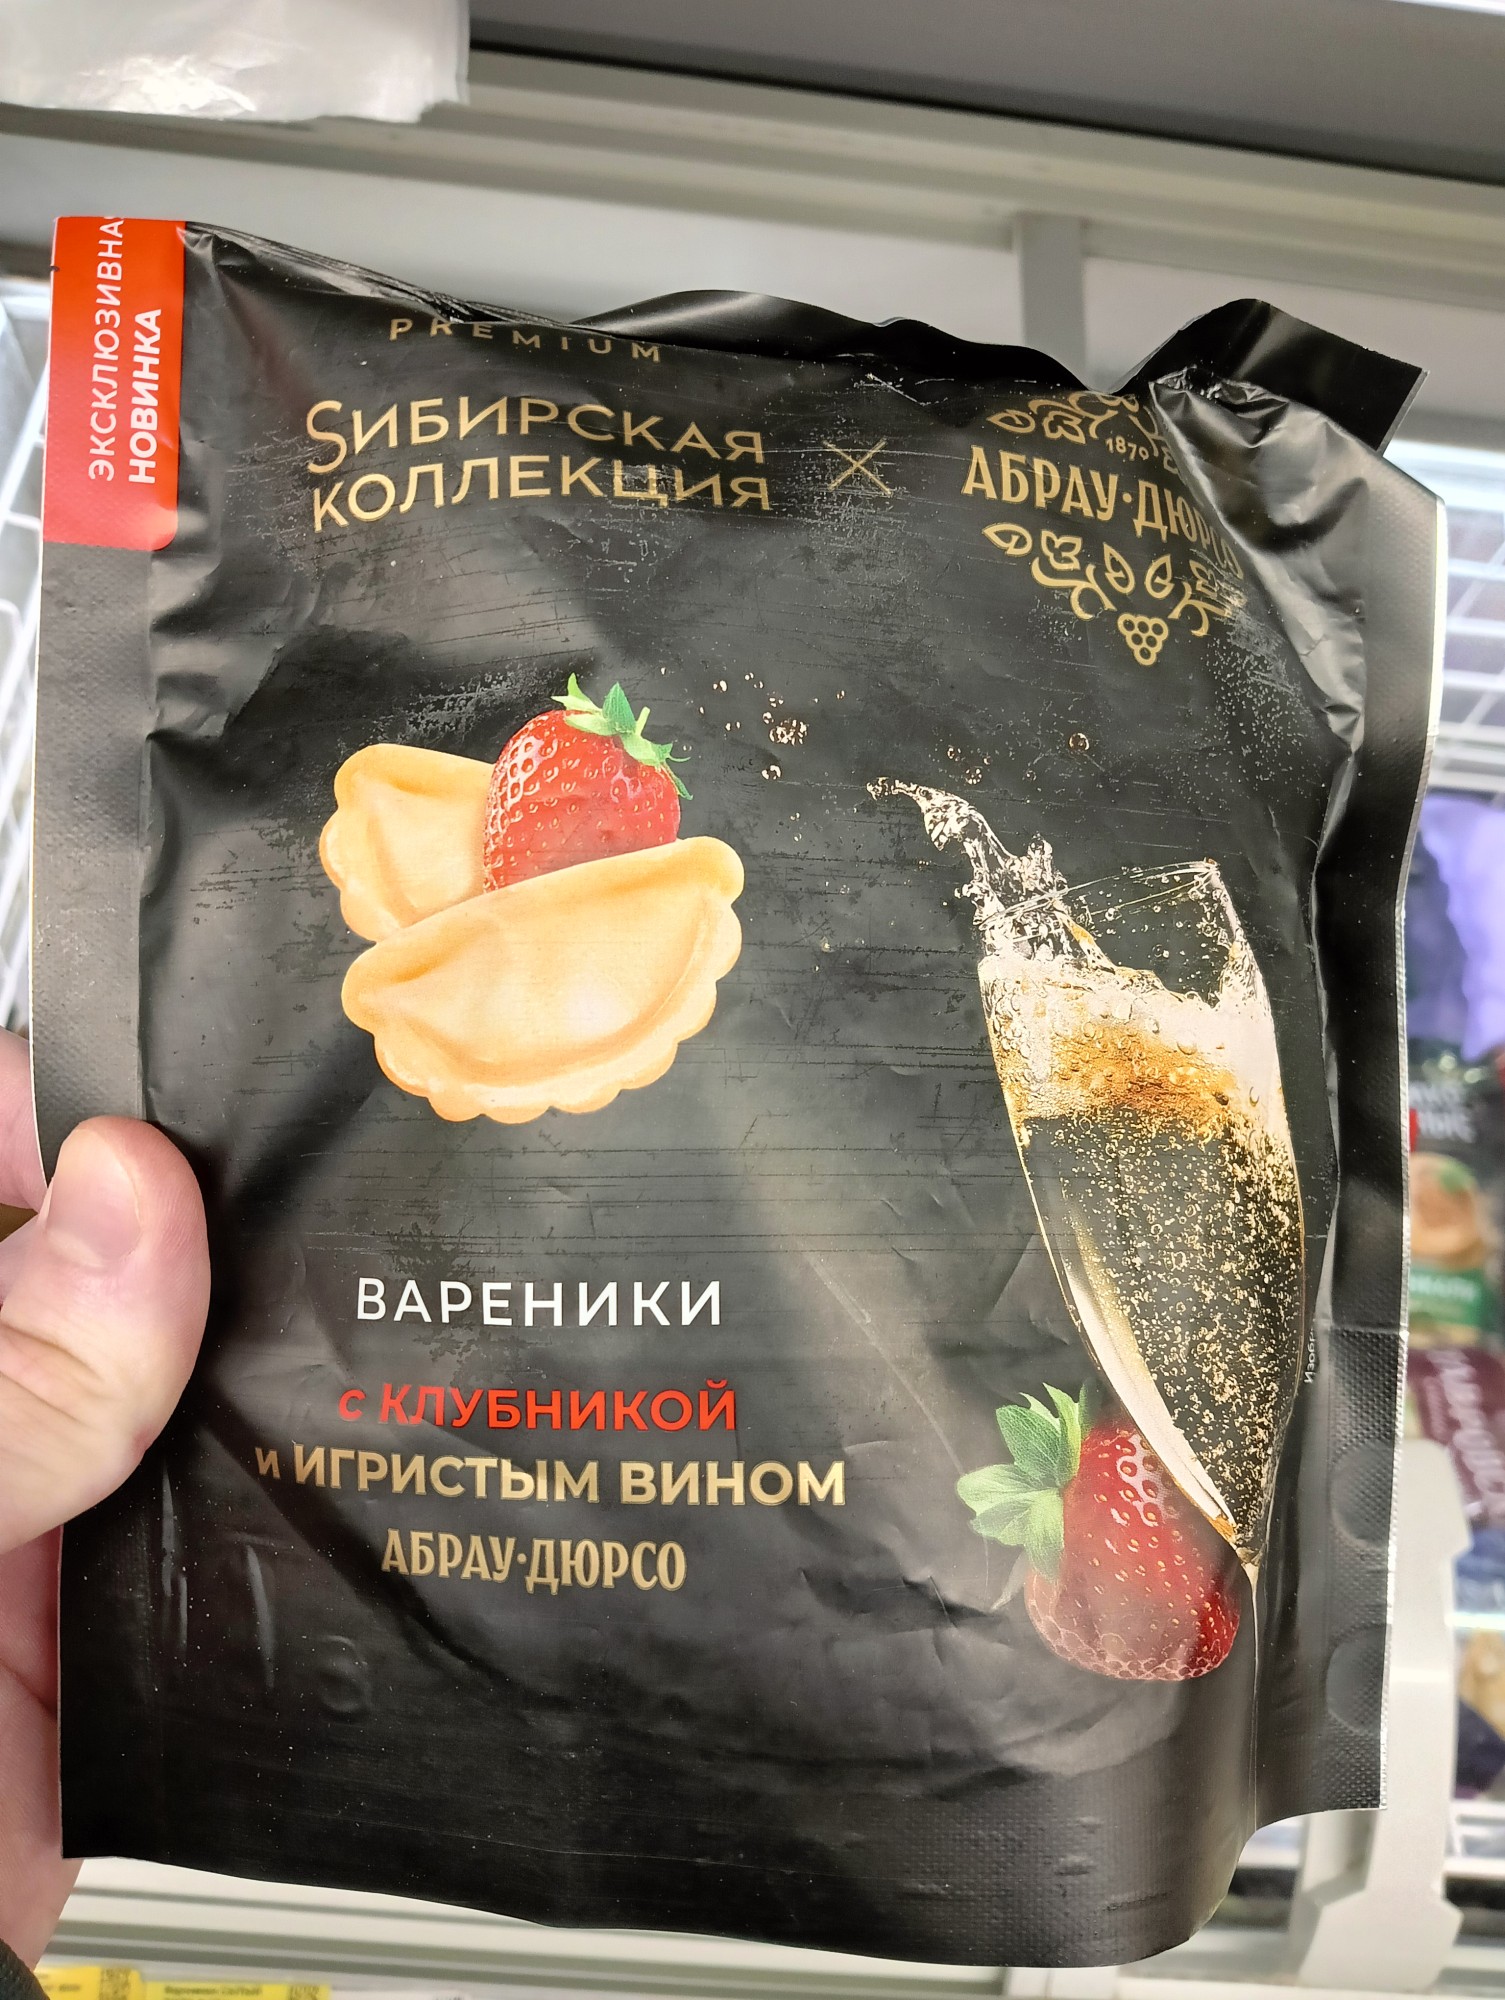 ЭКСКЛЮЗИВНАЯ
НОВИНКА
PREMIUM
SИБИРСКАЯ
КОЛЛЕКЦИЯ
X
1870
АБРАУ·ДЮРСО
ВАРЕНИКИ
с КЛУБНИКОЙ
и ИГРИСТЫМ ВИНОМ
АБРАУ·ДЮРСО